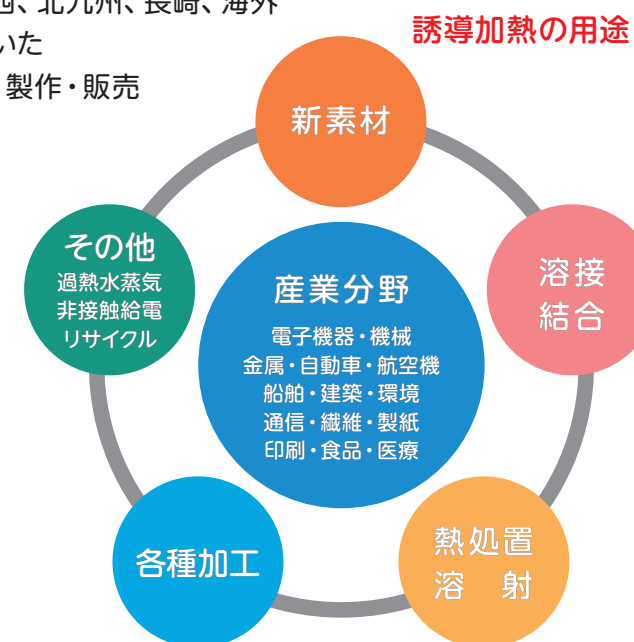 西、北九州、長崎、海外
いた
製作・販売
誘導加熱の用途
新素材
その他
過熱水蒸気
非接触給電
リサイクル
産業分野
電子機器・機械
金属・自動車・航空機
船舶・建築・環境
通信・繊維・製紙
印刷・食品・医療
溶接
結合
各種加工
熱処置
溶　射